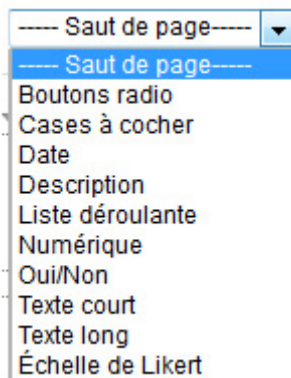 ----- Saut de page-----
----- Saut de page-----
Boutons radio
Cases à cocher
Date
Description
Liste déroulante
Numérique
Oui/Non
Texte court
Texte long
Échelle de Likert